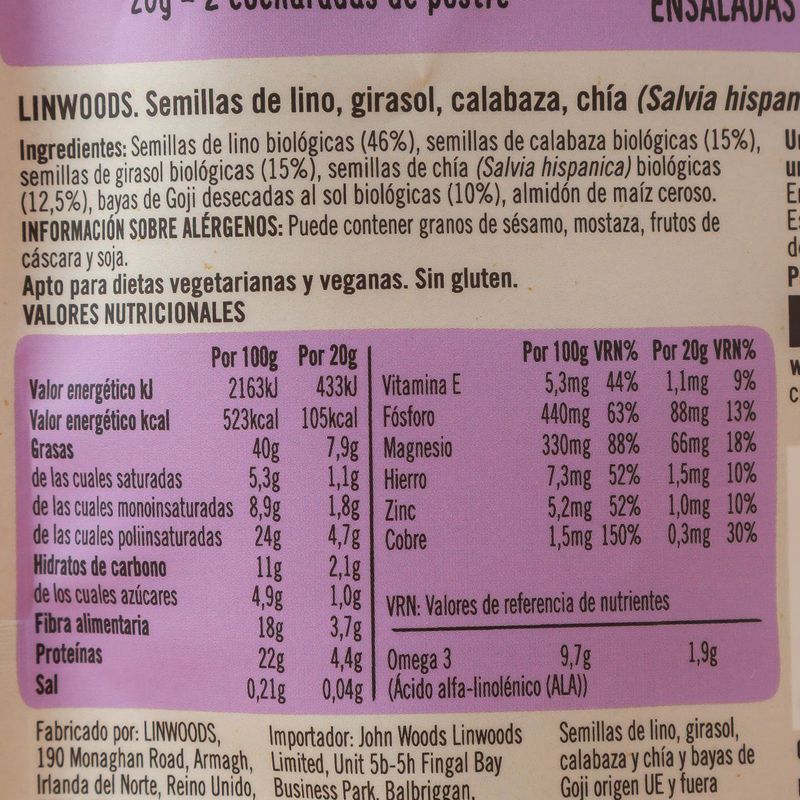 20g = 2 cucharadas de postre
ENSALADAS
LINWOODS. Semillas de lino, girasol, calabaza, chía (Salvia hispan
Ingredientes: Semillas de lino biológicas (46%), semillas de calabaza biológicas (15%),
semillas de girasol biológicas (15%), semillas de chía (Salvia hispanica) biológicas
(12,5%), bayas de Goji desecadas al sol biológicas (10%), almidón de maíz ceroso.
INFORMACIÓN SOBRE ALÉRGENOS: Puede contener granos de sésamo, mostaza, frutos de
cáscara y soja.
Apto para dietas vegetarianas y veganas. Sin gluten.
VALORES NUTRICIONALES
Por 100g Por 20g
Valor energético kJ 2163kJ 433kJ
Valor energético kcal 523kcal 105kcal
Grasas 40g 7,9g
de las cuales saturadas 5,3g 1,1g
de las cuales monoinsaturadas 8,9g 1,8g
de las cuales poliinsaturadas 24g 4,7g
Hidratos de carbono 11g 2,1g
de los cuales azúcares 4,9g 1,0g
Fibra alimentaria 18g 3,7g
Proteínas 22g 4,4g
Sal 0,21g 0,04g
Por 100g VRN% Por 20g VRN%
Vitamina E 5,3mg 44% 1,1mg 9%
Fósforo 440mg 63% 88mg 13%
Magnesio 330mg 88% 66mg 18%
Hierro 7,3mg 52% 1,5mg 10%
Zinc 5,2mg 52% 1,0mg 10%
Cobre 1,5mg 150% 0,3mg 30%
VRN: Valores de referencia de nutrientes
Omega 3 9,7g 1,9g
(Ácido alfa-linolénico (ALA))
Fabricado por: LINWOODS,
190 Monaghan Road, Armagh,
Irlanda del Norte, Reino Unido,
Importador: John Woods Linwoods
Limited, Unit 5b-5h Fingal Bay
Business Park, Balbriggan,
Semillas de lino, girasol,
calabaza y chía y bayas de
Goji origen UE y fuera